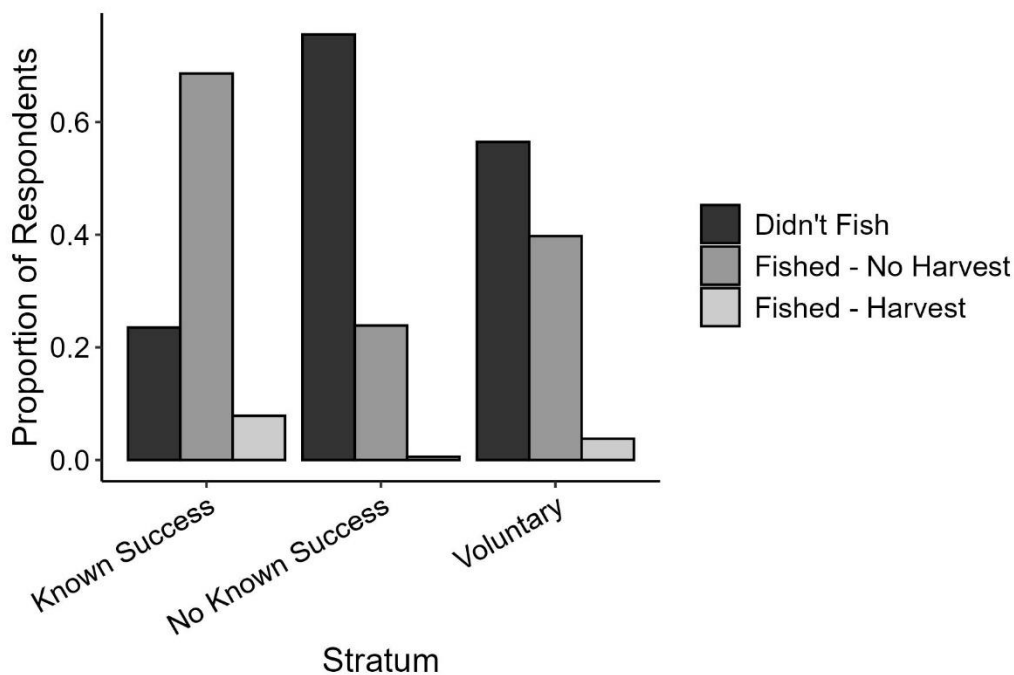 Proportion of Respondents
0.6
0.4
0.2
0.0
Known Success
No Known Success
Voluntary
Stratum
Didn't Fish
Fished - No Harvest
Fished - Harvest